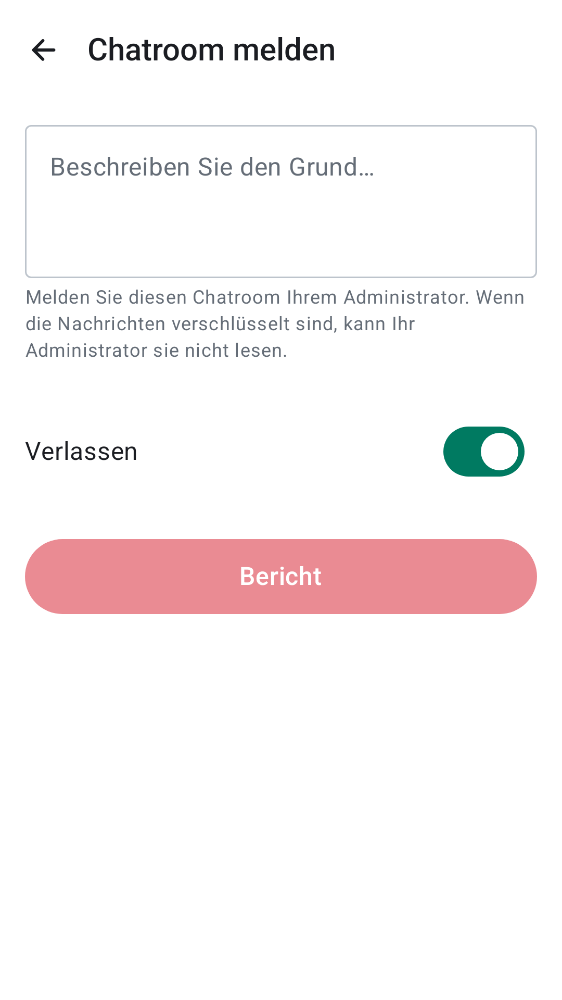 Chatroom melden
Beschreiben Sie den Grund…
Melden Sie diesen Chatroom Ihrem Administrator. Wenn
die Nachrichten verschlüsselt sind, kann Ihr
Administrator sie nicht lesen.
Verlassen
Bericht